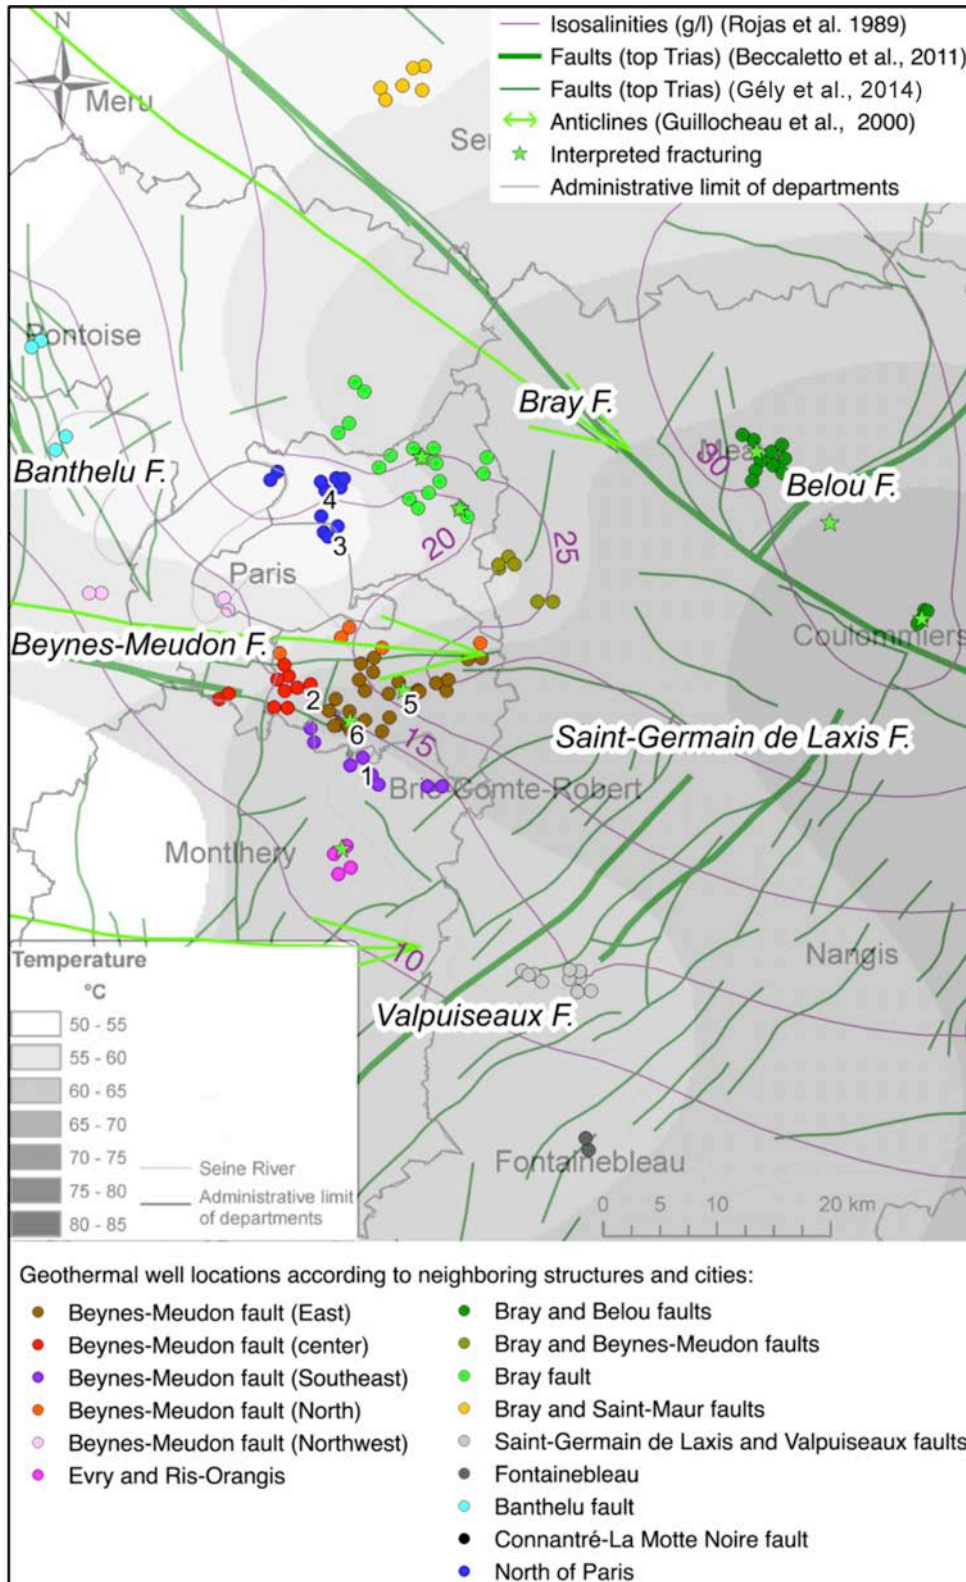 N
Isosalinities (g/l) (Rojas et al. 1989)
Faults (top Trias) (Beccaletto et al., 2011)
Faults (top Trias) (Gély et al., 2014)
Anticlines (Guillocheau et al., 2000)
Interpreted fracturing
Administrative limit of departments
Meru
Pontoise
Bray F.
30
Banthelu F.
Belou F.
4
3
20
25
Paris
Beynes-Meudon F.
Coulommiers
2
5
6
15
Saint-Germain de Laxis F.
1
Brie-Comte-Robert
Montlhery
10
Nangis
Valpuiseaux F.
Fontainebleau
0 5 10 20 km
Temperature
°C
50 - 55
55 - 60
60 - 65
65 - 70
70 - 75
75 - 80
80 - 85
Seine River
Administrative limit
of departments
Geothermal well locations according to neighboring structures and cities:
Beynes-Meudon fault (East)
Beynes-Meudon fault (center)
Beynes-Meudon fault (Southeast)
Beynes-Meudon fault (North)
Beynes-Meudon fault (Northwest)
Evry and Ris-Orangis
Bray and Belou faults
Bray and Beynes-Meudon faults
Bray fault
Bray and Saint-Maur faults
Saint-Germain de Laxis and Valpuiseaux faults
Fontainebleau
Banthelu fault
Connantré-La Motte Noire fault
North of Paris